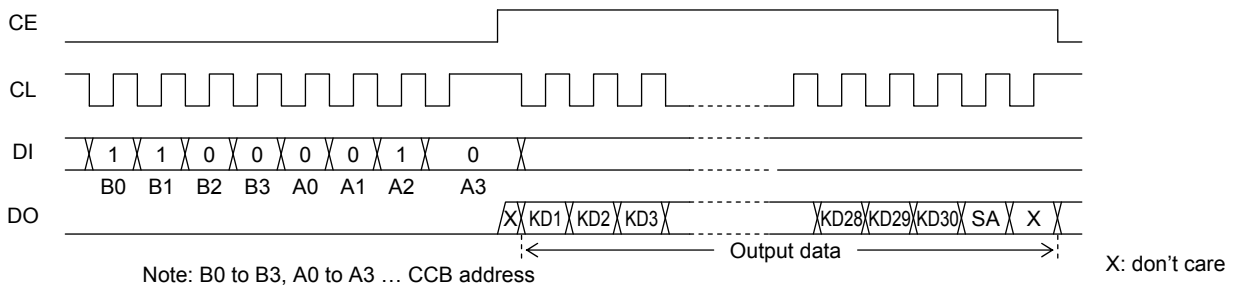 CE
CL
DI
1 1 0 0 0 0 1 0
B0 B1 B2 B3 A0 A1 A2 A3
DO
X KD1 KD2 KD3 KD28 KD29 KD30 SA X
Output data
X: don't care
Note: B0 to B3, A0 to A3 … CCB address